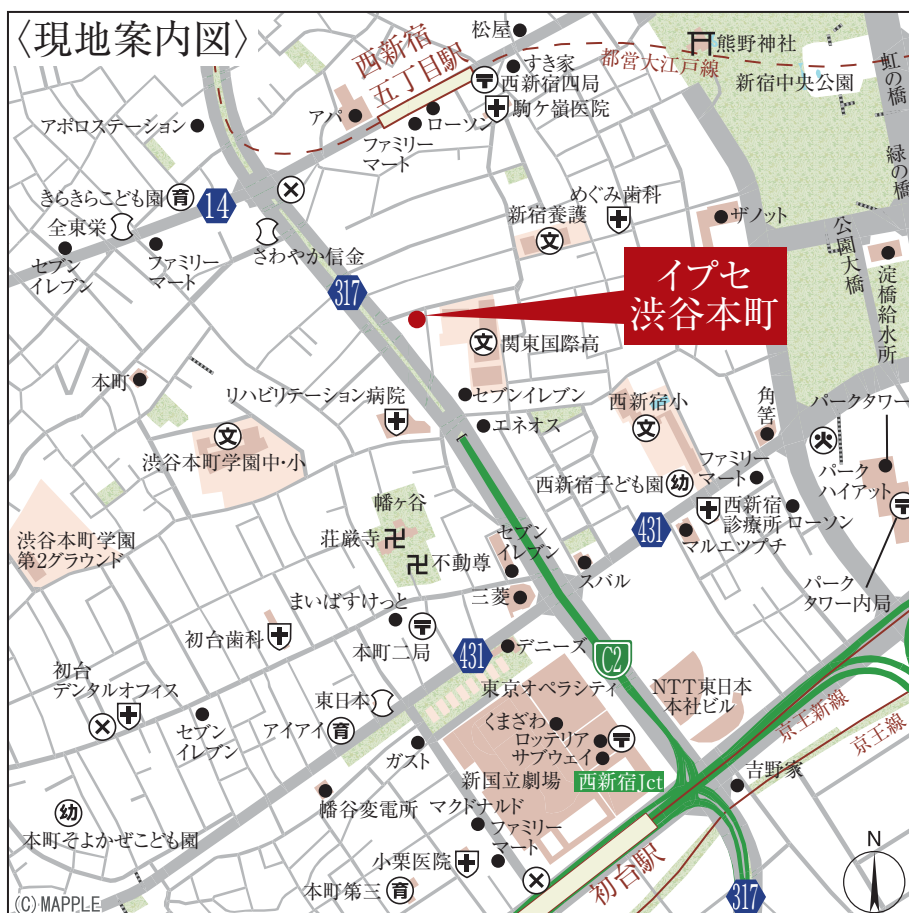 〈現地案内図〉
松屋
西新宿
五丁目駅
すき家
西新宿四局
都営大江戸線
熊野神社
新宿中央公園
虹の橋
緑の橋
アパ
ローソン
駒ケ嶺医院
ファミリー
マート
アポロステーション
きらきらこども園
育
14
全東栄
セブン
イレブン
ファミリー
マート
さわやか信金
めぐみ歯科
新宿養護
文
ザノット
公園大橋
淀橋給水所
317
イプセ
渋谷本町
文
関東国際高
本町
リハビリテーション病院
セブンイレブン
エネオス
西新宿小
文
角筈
パークタワー
文
渋谷本町学園中・小
火
ファミリー
マート
パーク
ハイアット
西新宿子ども園
幼
西新宿
診療所
ローソン
431
マルエツプチ
幡ヶ谷
荘厳寺
卍
卍
不動尊
セブン
イレブン
渋谷本町学園
第2グラウンド
スバル
パーク
タワー内局
まいばすけっと
三菱
本町二局
初台歯科
431
デニーズ
C2
初台
デンタルオフィス
東日本
東京オペラシティ
NTT東日本
本社ビル
セブン
イレブン
アイアイ
育
くまざわ
ロッテリア
サブウェイ
京王新線
京王線
ガスト
新国立劇場
西新宿Jct
吉野家
幡谷変電所
マクドナルド
ファミリー
マート
幼
本町そよかぜこども園
小栗医院
初台駅
本町第三
育
317
N
(C)MAPPLE